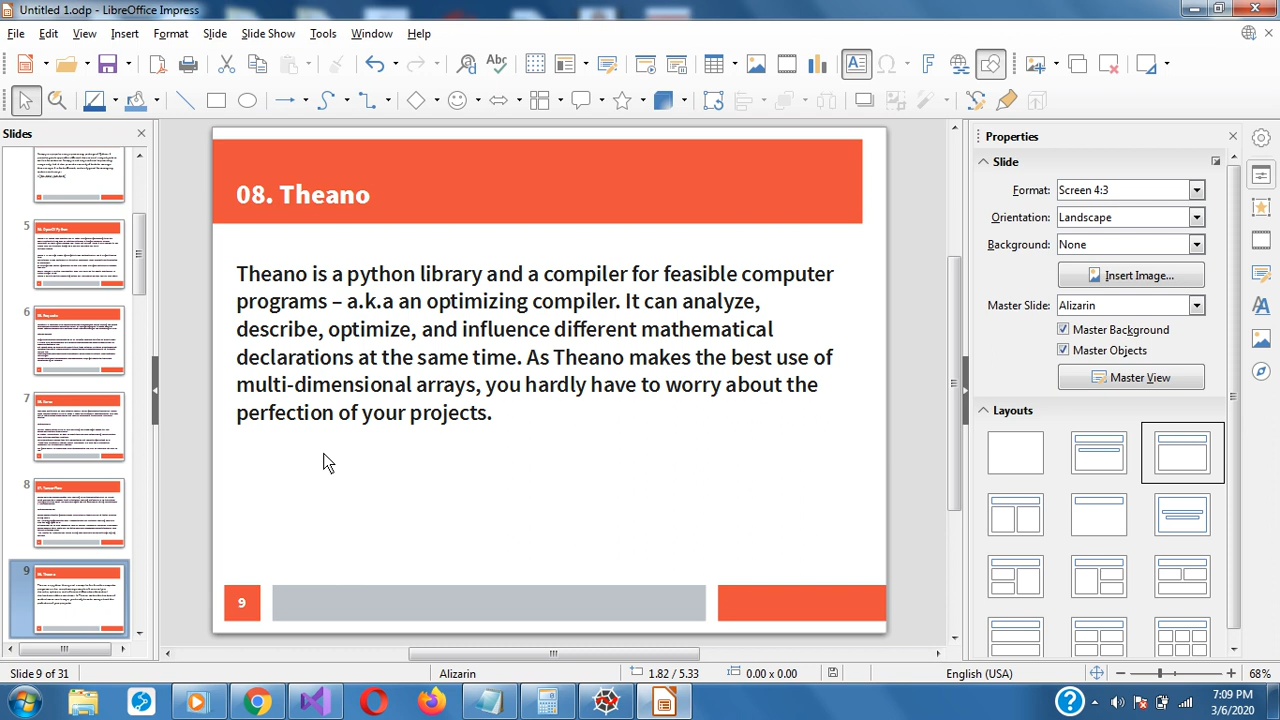 Untitled 1.odp - LibreOffice Impress
File Edit View Insert Format Slide Slide Show Tools Window Help
Slides
5
6
7
8
9
08. Theano
Theano is a python library and a compiler for feasible computer
programs – a.k.a an optimizing compiler. It can analyze,
describe, optimize, and influence different mathematical
declarations at the same tme. As Theano makes the best use of
multi-dimensional arrays, you hardly have to worry about the
perfection of your projects.
9
Properties
Slide
Format: Screen 4:3
Orientation: Landscape
Background: None
Insert Image...
Master Slide: Alizarin
Master Background
Master Objects
Master View
Layouts
Slide 9 of 31
Alizarin
1.82 / 5.33
0.00 x 0.00
English (USA)
68%
7:09 PM
3/6/2020